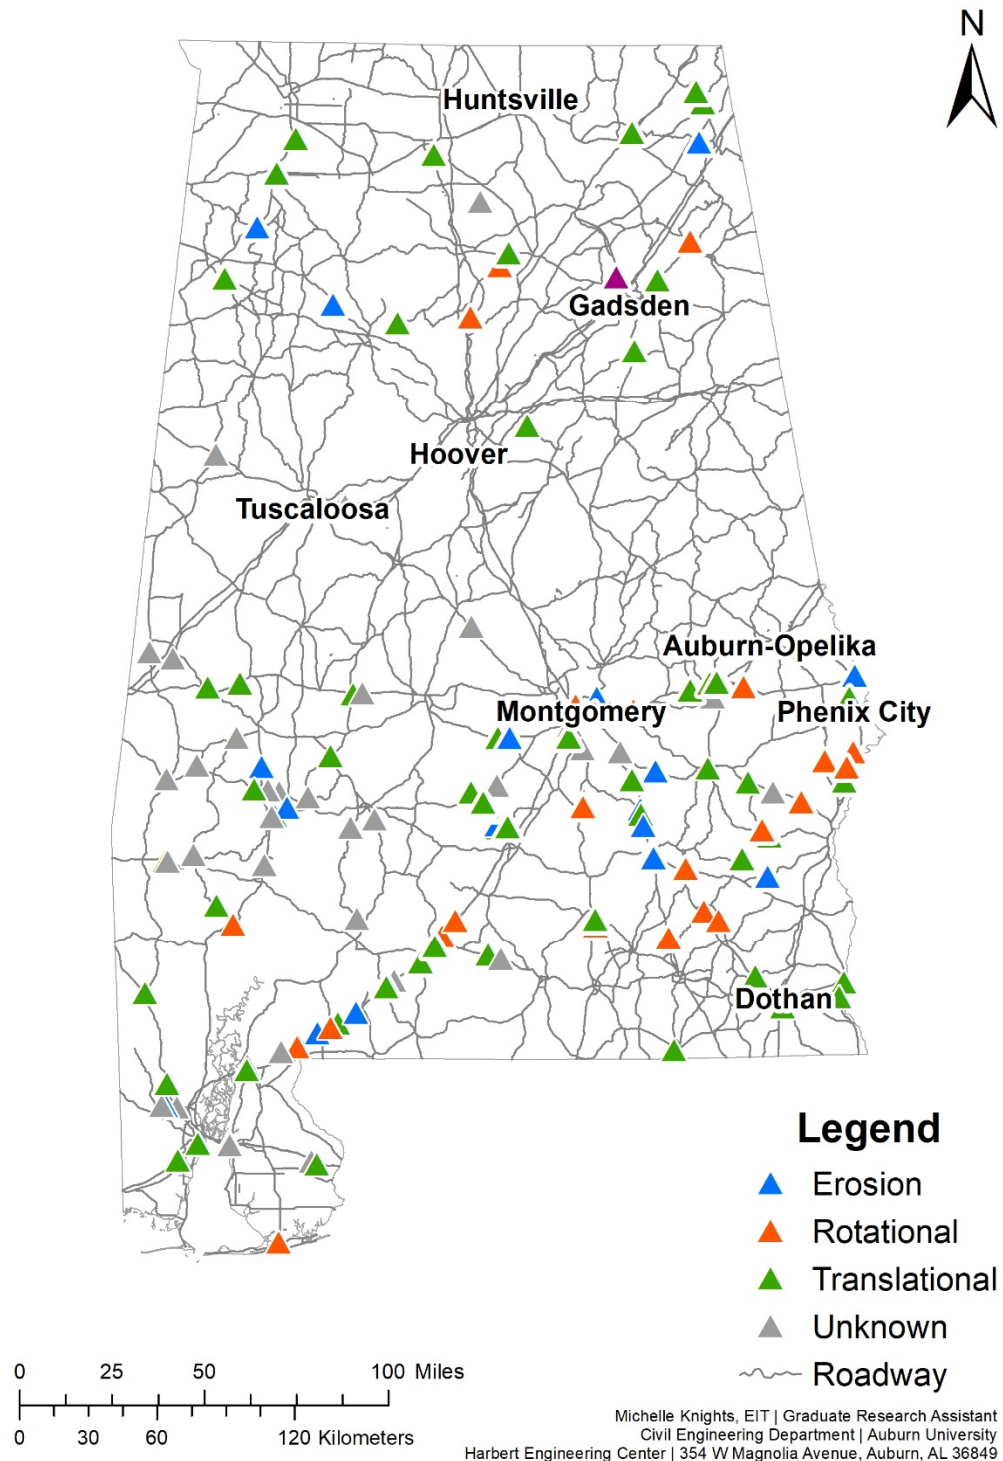 N
Huntsville
Gadsden
Hoover
Tuscaloosa
Auburn-Opelika
Montgomery
Phenix City
Dothan
Legend
Erosion
Rotational
Translational
Unknown
Roadway
0 25 50 100 Miles
0 30 60 120 Kilometers
Michelle Knights, EIT | Graduate Research Assistant
Civil Engineering Department | Auburn University
Harbert Engineering Center | 354 W Magnolia Avenue, Auburn, AL 36849